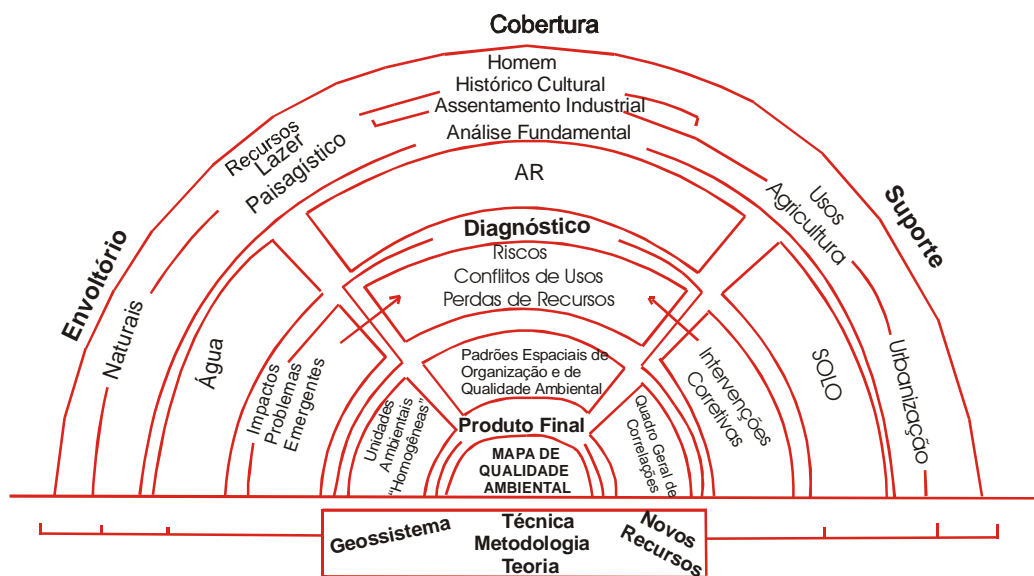 Cobertura
Homem
Histórico Cultural
Assentamento Industrial
Análise Fundamental
AR
Envoltório
Naturais
Recursos
Lazer
Paisagístico
Usos
Agricultura
Suporte
Urbanização
Água
SOLO
Diagnóstico
Riscos
Conflitos de Usos
Perdas de Recursos
Impactos
Problemas
Emergentes
Intervenções
Corretivas
Padrões Espaciais de
Organização e de
Qualidade Ambiental
Unidades
Ambientais
“Homogêneas”
Quadro Geral de
Correlações
Produto Final
MAPA DE
QUALIDADE
AMBIENTAL
Geossistema
Técnica
Metodologia
Teoria
Novos
Recursos